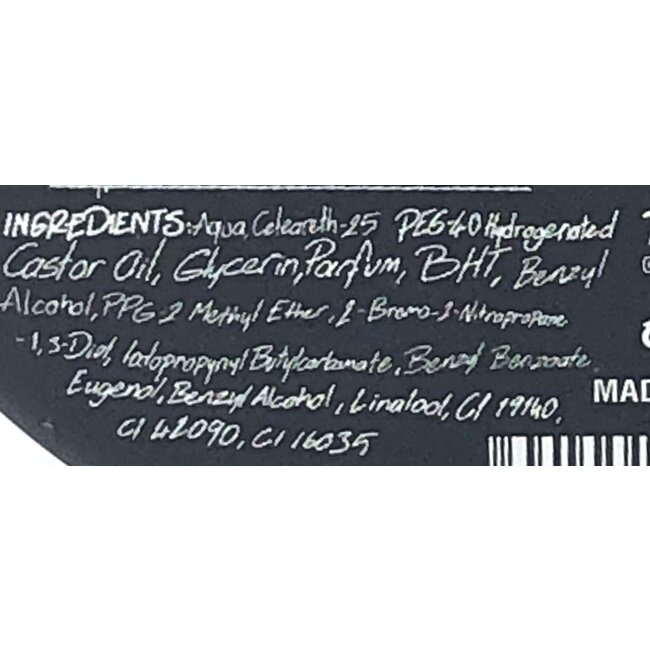 INGREDIENTS: Aqua, Ceteareth-25 PEG-40 Hydrogenated
Castor Oil, Glycerin, Parfum, BHT, Benzyl
Alcohol, PPG-2 Methyl Ether, 2-Bromo-2-Nitropropane
-1,3-Diol, Iodopropynyl Butylcarbamate, Benzyl Benzoate
Eugenol, Benzyl Alcohol, Linalool, CI 19140,
CI 42090, CI 16035
MAD